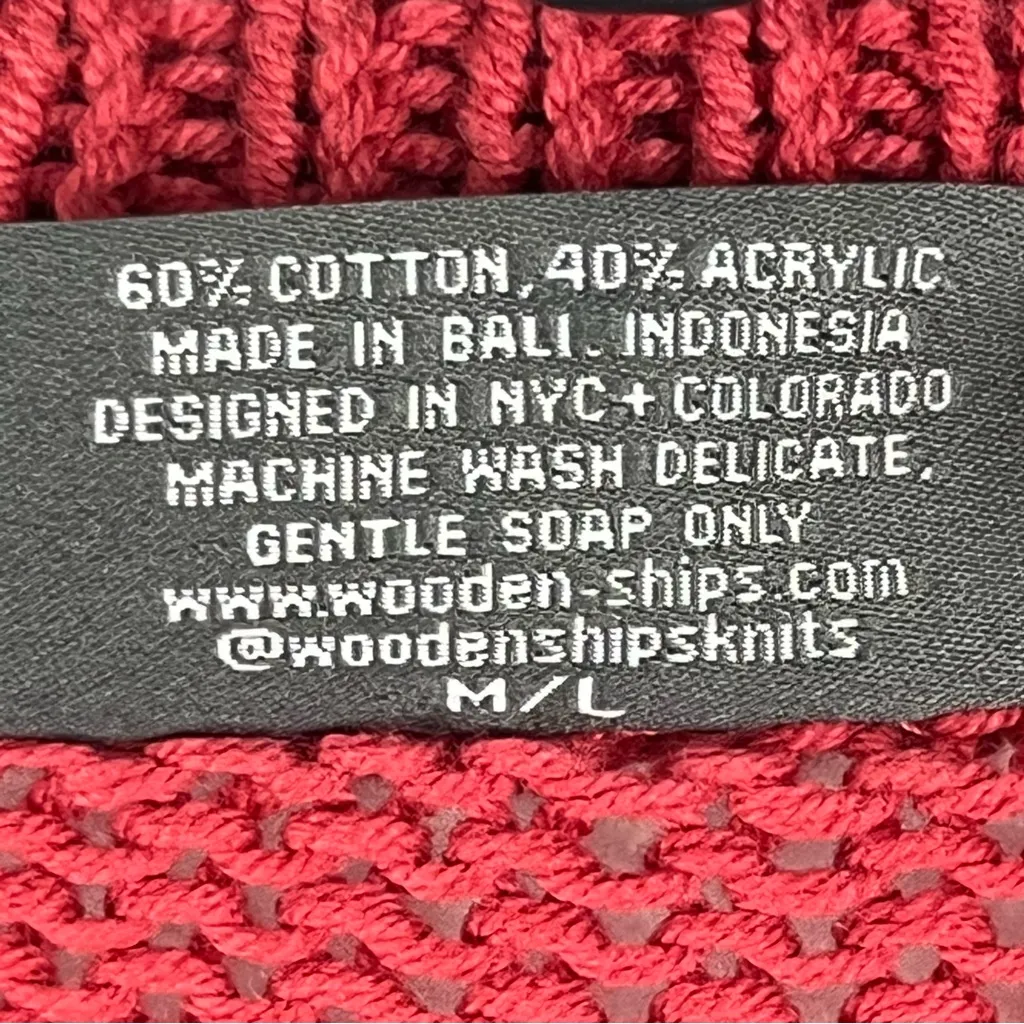 60% COTTON, 40% ACRYLIC
MADE IN BALI. INDONESIA
DESIGNED IN NYC + COLORADO
MACHINE WASH DELICATE,
GENTLE SOAP ONLY
www.wooden-ships.com
@woodenshipsknits
M/L